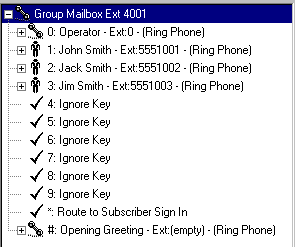 Group Mailbox Ext 4001
0: Operator - Ext:0 - (Ring Phone)
1: John Smith - Ext:5551001 - (Ring Phone)
2: Jack Smith - Ext:5551002 - (Ring Phone)
3: Jim Smith - Ext:5551003 - (Ring Phone)
4: Ignore Key
5: Ignore Key
6: Ignore Key
7: Ignore Key
8: Ignore Key
9: Ignore Key
*: Route to Subscriber Sign In
#: Opening Greeting - Ext:(empty) - (Ring Phone)